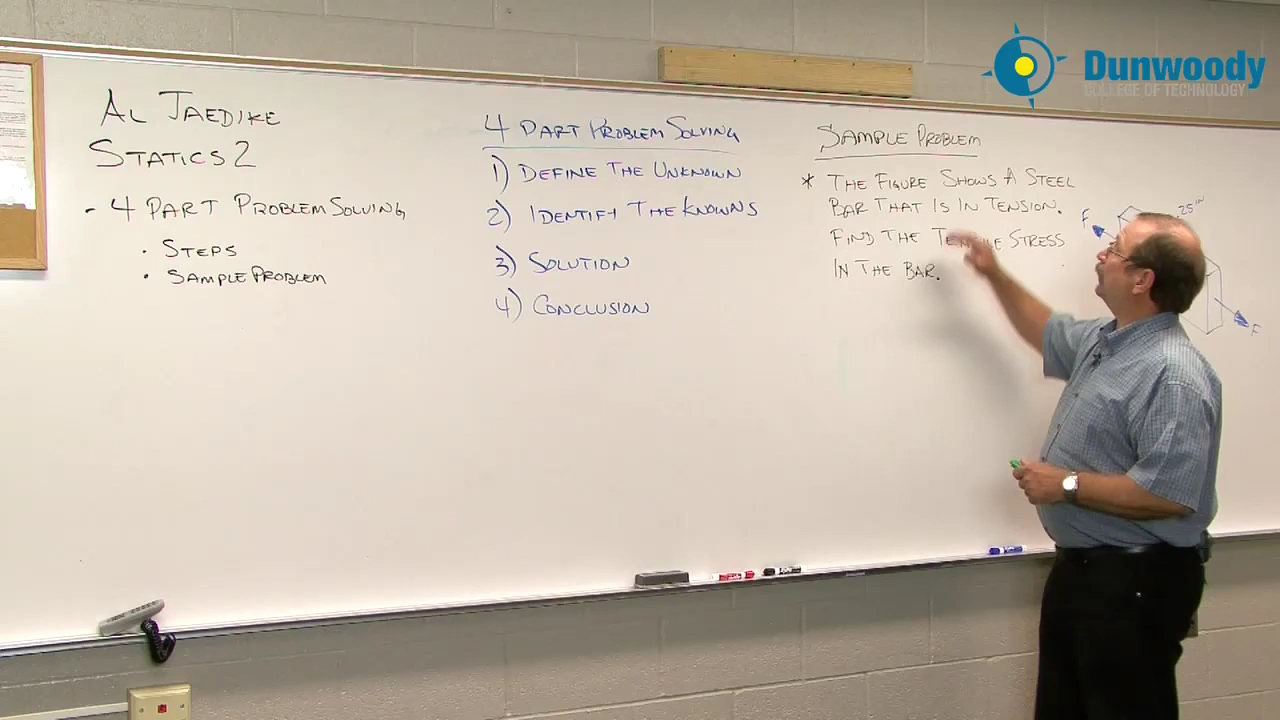 Dunwoody
COLLEGE OF TECHNOLOGY
AL JAEDIKE
STATICS 2
- 4 PART PROBLEM SOLVING
• STEPS
• SAMPLE PROBLEM
4 PART PROBLEM SOLVING
1) DEFINE THE UNKNOWN
2) IDENTIFY THE KNOWNS
3) SOLUTION
4) CONCLUSION
SAMPLE PROBLEM
* THE FIGURE SHOWS A STEEL
BAR THAT IS IN TENSION.
FIND THE TENSILE STRESS
IN THE BAR.
F
F